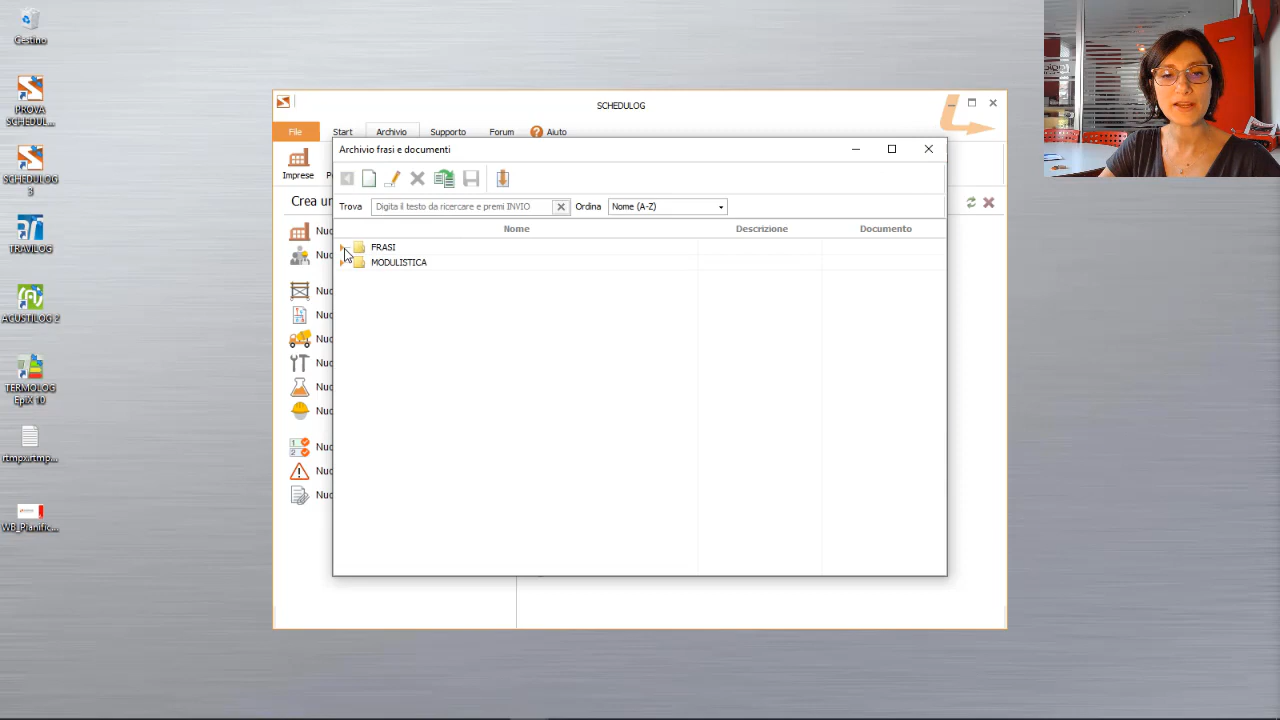 Cestino
PROVA
SCHEDUL...
SCHEDULOG
3
TRAVILOG
ACUSTILOG 2
TERMOLOG
EpiX 10
rtmpx.rtmp...
WB_Planific...
SCHEDULOG
File Start Archivio Supporto Forum Aiuto
Imprese P
Crea un
Nuo
Nuo
Nuo
Nuo
Nuo
Nuo
Nuo
Nuo
Nuo
Nuo
Nuo
Archivio frasi e documenti
Trova Digita il testo da ricercare e premi INVIO Ordina Nome (A-Z)
Nome Descrizione Documento
FRASI
MODULISTICA